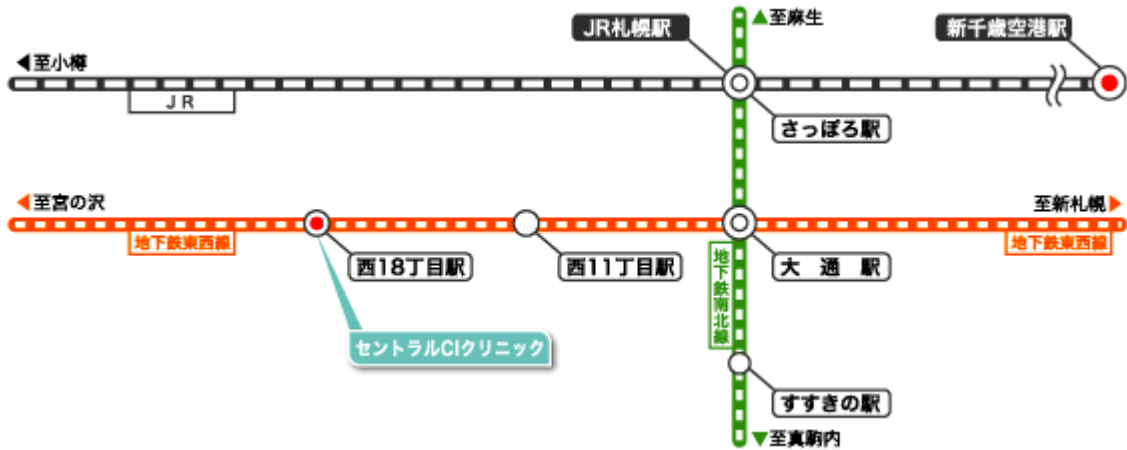 ▲至麻生
JR札幌駅
新千歳空港駅
◀至小樽
JR
さっぽろ駅
◀至宮の沢
至新札幌▶
地下鉄東西線
地下鉄東西線
西18丁目駅
西11丁目駅
大通駅
地下鉄南北線
セントラルCIクリニック
すすきの駅
▼至真駒内